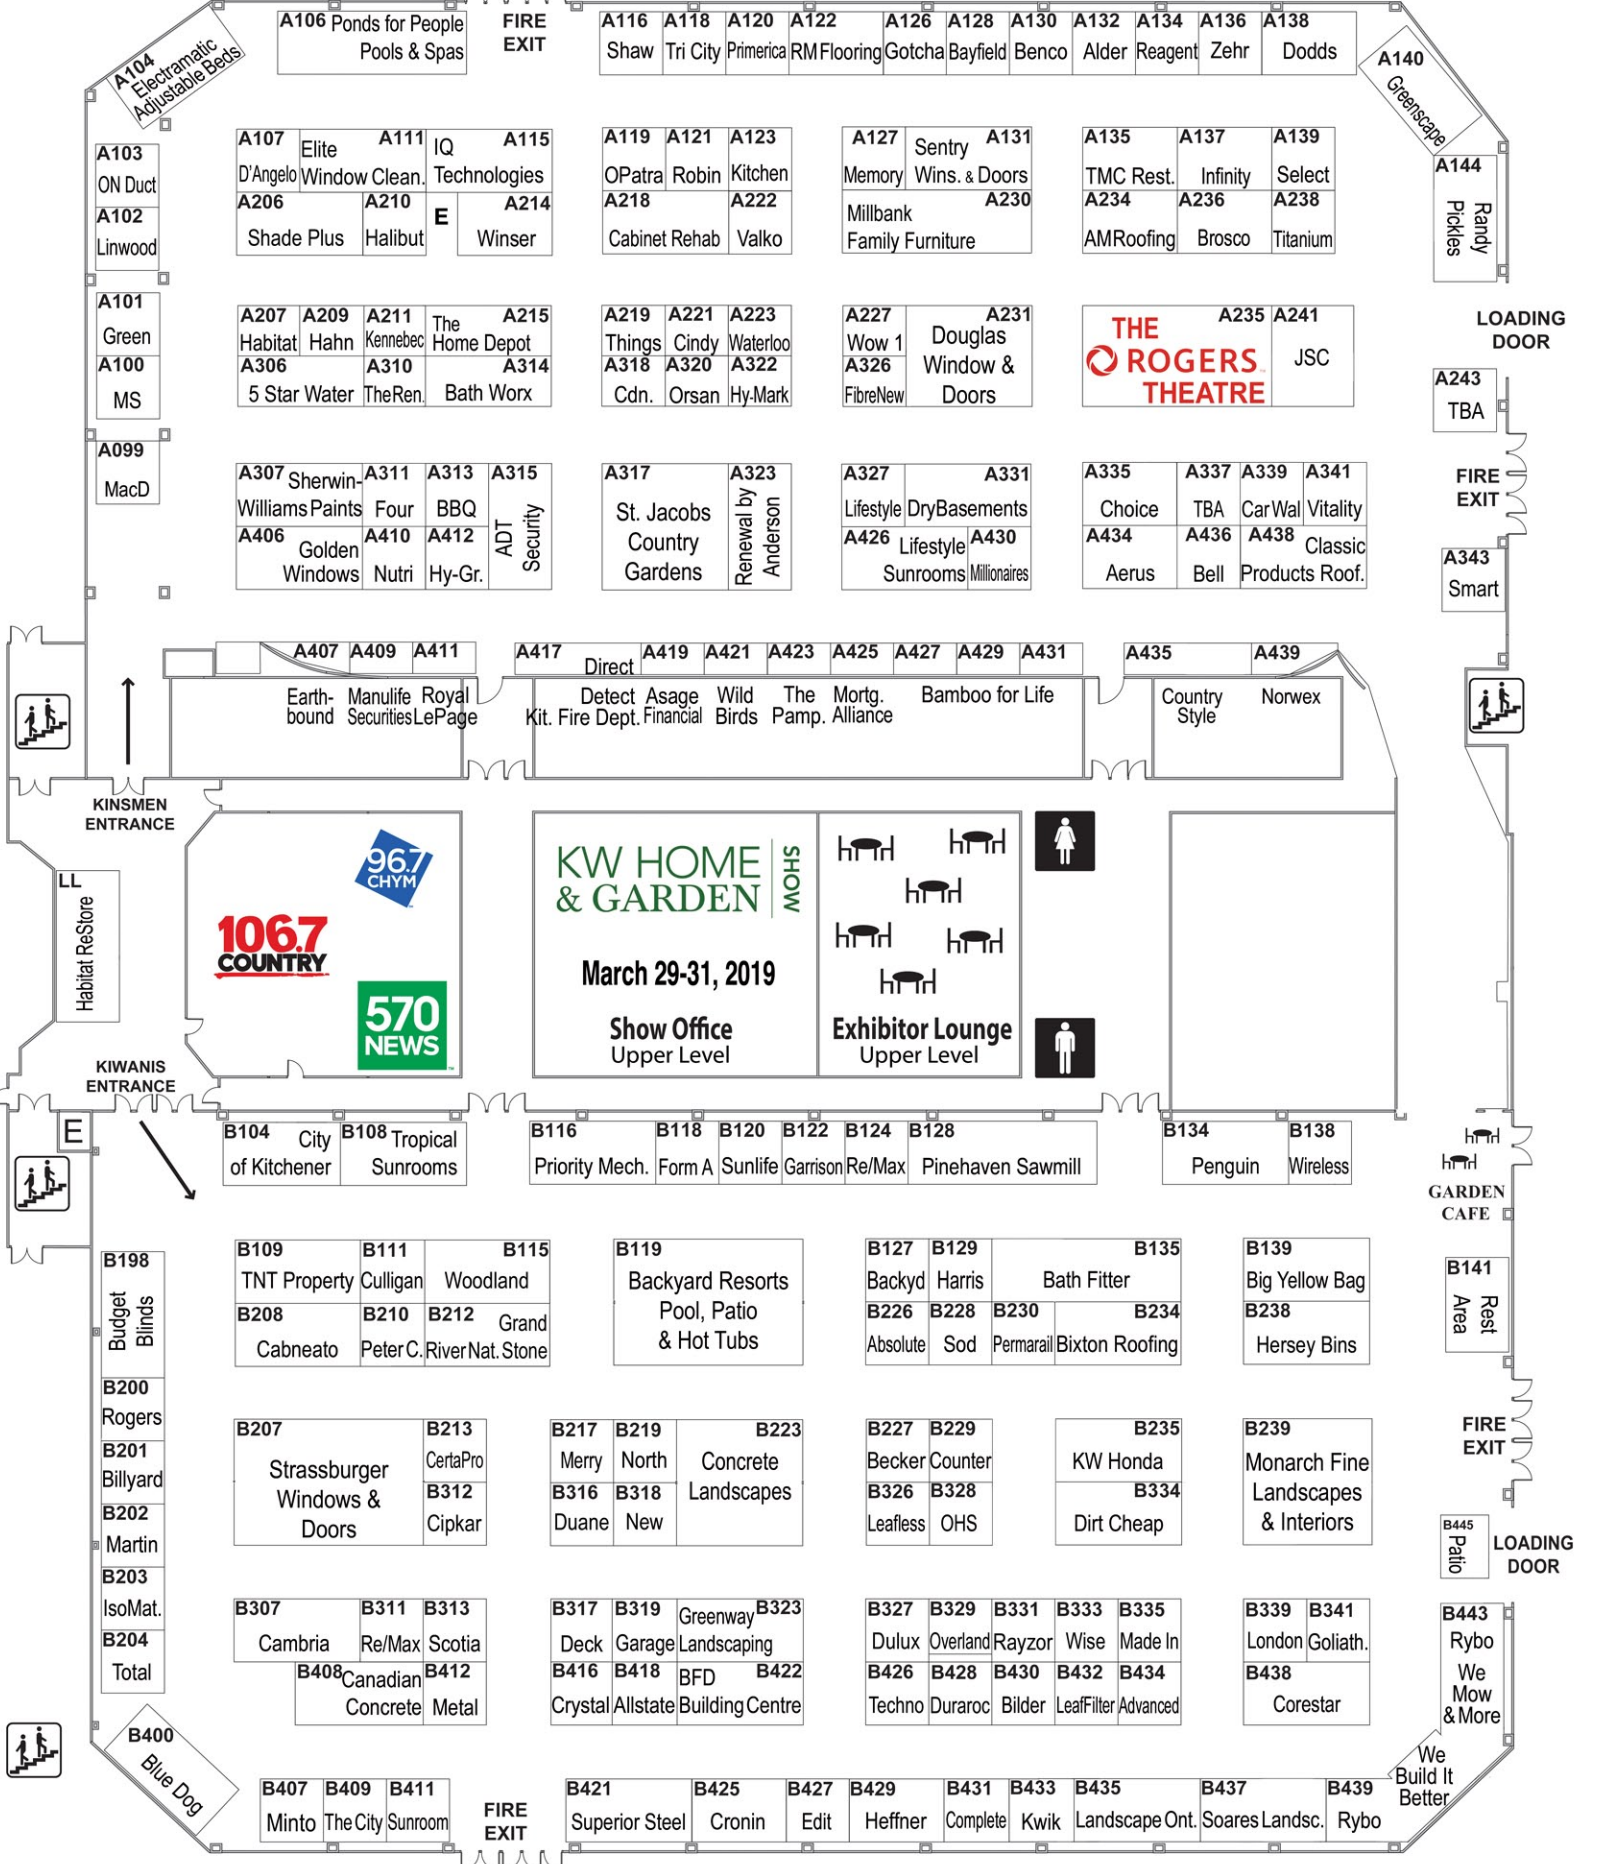 A106 Ponds for People
Pools & Spas
FIRE
EXIT
A116
Shaw
A118
Tri City
A120
Primerica
A122
RM Flooring
A126
Gotcha
A128
Bayfield
A130
Benco
A132
Alder
A134
Reagent
A136
Zehr
A138
Dodds
A104
Electramatic
Adjustable Beds
A140
Greenscape
A103
ON Duct
A102
Linwood
A107
D'Angelo
A111
Elite
Window Clean.
A115
IQ
Technologies
A206
Shade Plus
A210
Halibut
E
A214
Winser
A119
OPatra
A121
Robin
A123
Kitchen
A218
Cabinet Rehab
A222
Valko
A127
Memory
A131
Sentry
Wins. & Doors
A230
Millbank
Family Furniture
A135
TMC Rest.
A137
Infinity
A139
Select
A234
AM Roofing
A236
Brosco
A238
Titanium
A144
Randy
Pickles
A101
Green
A100
MS
A207
Habitat
A209
Hahn
A211
Kennebec
A215
The
Home Depot
A306
5 Star Water
A310
The Ren.
A314
Bath Worx
A219
Things
A221
Cindy
A223
Waterloo
A318
Cdn.
A320
Orsan
A322
Hy-Mark
A227
Wow 1
A326
FibreNew
A231
Douglas
Window &
Doors
A235
THE
ROGERS
THEATRE
A241
JSC
LOADING
DOOR
A243
TBA
A099
MacD
A307 Sherwin-
Williams Paints
A311
Four
A313
BBQ
A315
ADT
Security
A406
Golden
Windows
A410
Nutri
A412
Hy-Gr.
A317
St. Jacobs
Country
Gardens
A323
Renewal by
Anderson
A327
Lifestyle
A331
DryBasements
A426
Lifestyle
Sunrooms
A430
Millionaires
A335
Choice
A337
TBA
A339
Car Wal
A341
Vitality
A434
Aerus
A436
Bell
A438 Classic
Products Roof.
FIRE
EXIT
A343
Smart
A407
Earth-
bound
A409
Manulife
Securities
A411
Royal
LePage
A417
Direct
Detect
Kit. Fire Dept.
A419
Asage
Financial
A421
Wild
Birds
A423
The
Pamp.
A425
Mortg.
Alliance
A427
A429
A431
Bamboo for Life
A435
Country
Style
A439
Norwex
KINSMEN
ENTRANCE
LL
Habitat ReStore
96.7
CHYM
106.7
COUNTRY
570
NEWS
KW HOME
& GARDEN
SHOW
March 29-31, 2019
Show Office
Upper Level
Exhibitor Lounge
Upper Level
KIWANIS
ENTRANCE
E
B104
City
of Kitchener
B108 Tropical
Sunrooms
B116
Priority Mech.
B118
Form A
B120
Sunlife
B122
Garrison
B124
Re/Max
B128
Pinehaven Sawmill
B134
Penguin
B138
Wireless
GARDEN
CAFE
B198
Budget
Blinds
B200
Rogers
B201
Billyard
B202
Martin
B203
IsoMat.
B204
Total
B109
TNT Property
B111
Culligan
B115
Woodland
B208
Cabneato
B210
Peter C.
B212
Grand
River Nat. Stone
B119
Backyard Resorts
Pool, Patio
& Hot Tubs
B127
Backyd
B129
Harris
B135
Bath Fitter
B226
Absolute
B228
Sod
B230
Permarail
B234
Bixton Roofing
B139
Big Yellow Bag
B238
Hersey Bins
B141
Rest
Area
B207
Strassburger
Windows &
Doors
B213
CertaPro
B312
Cipkar
B217
Merry
B219
North
B223
Concrete
Landscapes
B316
Duane
B318
New
B227
Becker
B229
Counter
B326
Leafless
B328
OHS
B235
KW Honda
B334
Dirt Cheap
B239
Monarch Fine
Landscapes
& Interiors
FIRE
EXIT
B445
Patio
LOADING
DOOR
B307
Cambria
B311
Re/Max
B313
Scotia
B408 Canadian
Concrete
B412
Metal
B317
Deck
B319
Garage
B323
Greenway
Landscaping
B416
Crystal
B418
Allstate
B422
BFD
Building Centre
B327
Dulux
B329
Overland
B331
Rayzor
B333
Wise
B335
Made In
B426
Techno
B428
Duraroc
B430
Bilder
B432
LeafFilter
B434
Advanced
B339
London
B341
Goliath.
B438
Corestar
B443
Rybo
We
Mow
& More
We
Build It
Better
B400
Blue Dog
B407
Minto
B409
The City
B411
Sunroom
FIRE
EXIT
B421
Superior Steel
B425
Cronin
B427
Edit
B429
Heffner
B431
Complete
B433
Kwik
B435
Landscape Ont.
B437
Soares Landsc.
B439
Rybo